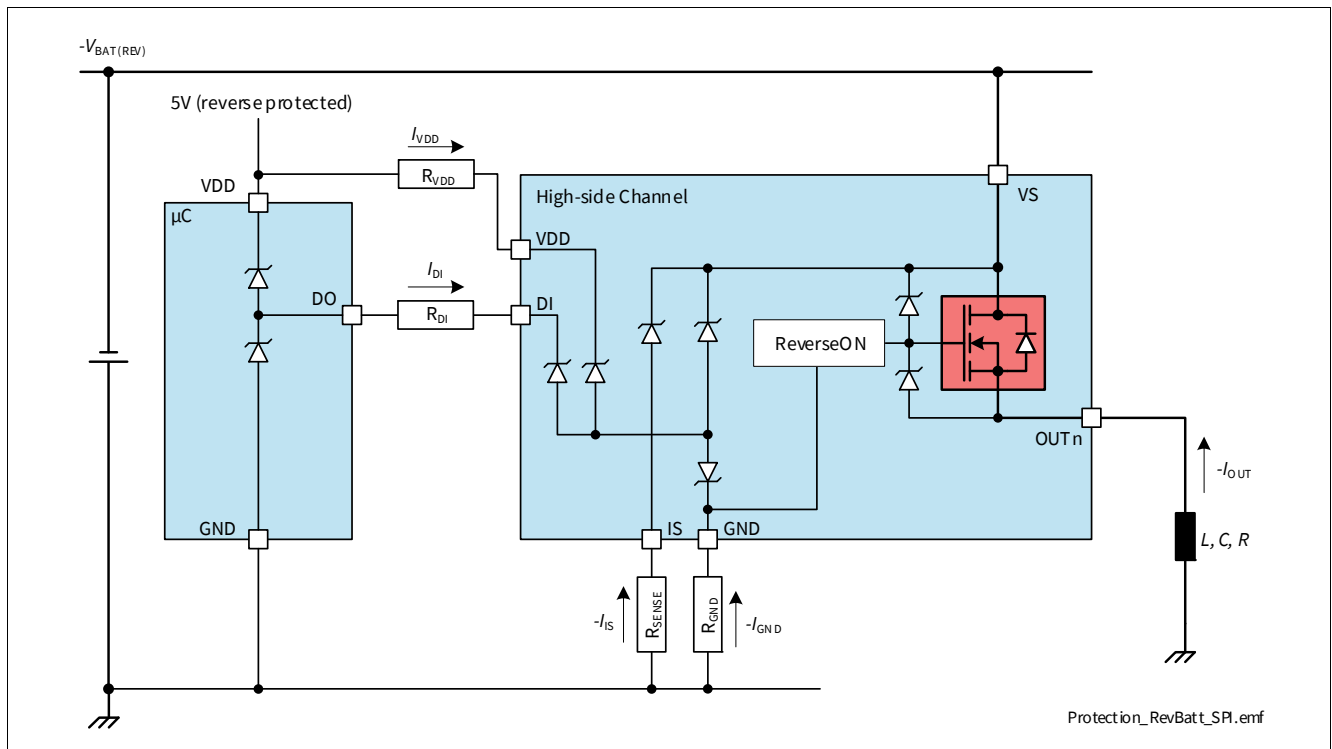 -VBAT(REV)
5V (reverse protected)
IVDD
RVDD
VDD
µC
High-side Channel
VS
VDD
IDI
DO
RDI
DI
ReverseON
OUTn
-IOUT
GND
IS
GND
L, C, R
-IIS
RSENSE
RGND
-IGND
Protection_RevBatt_SPI.emf